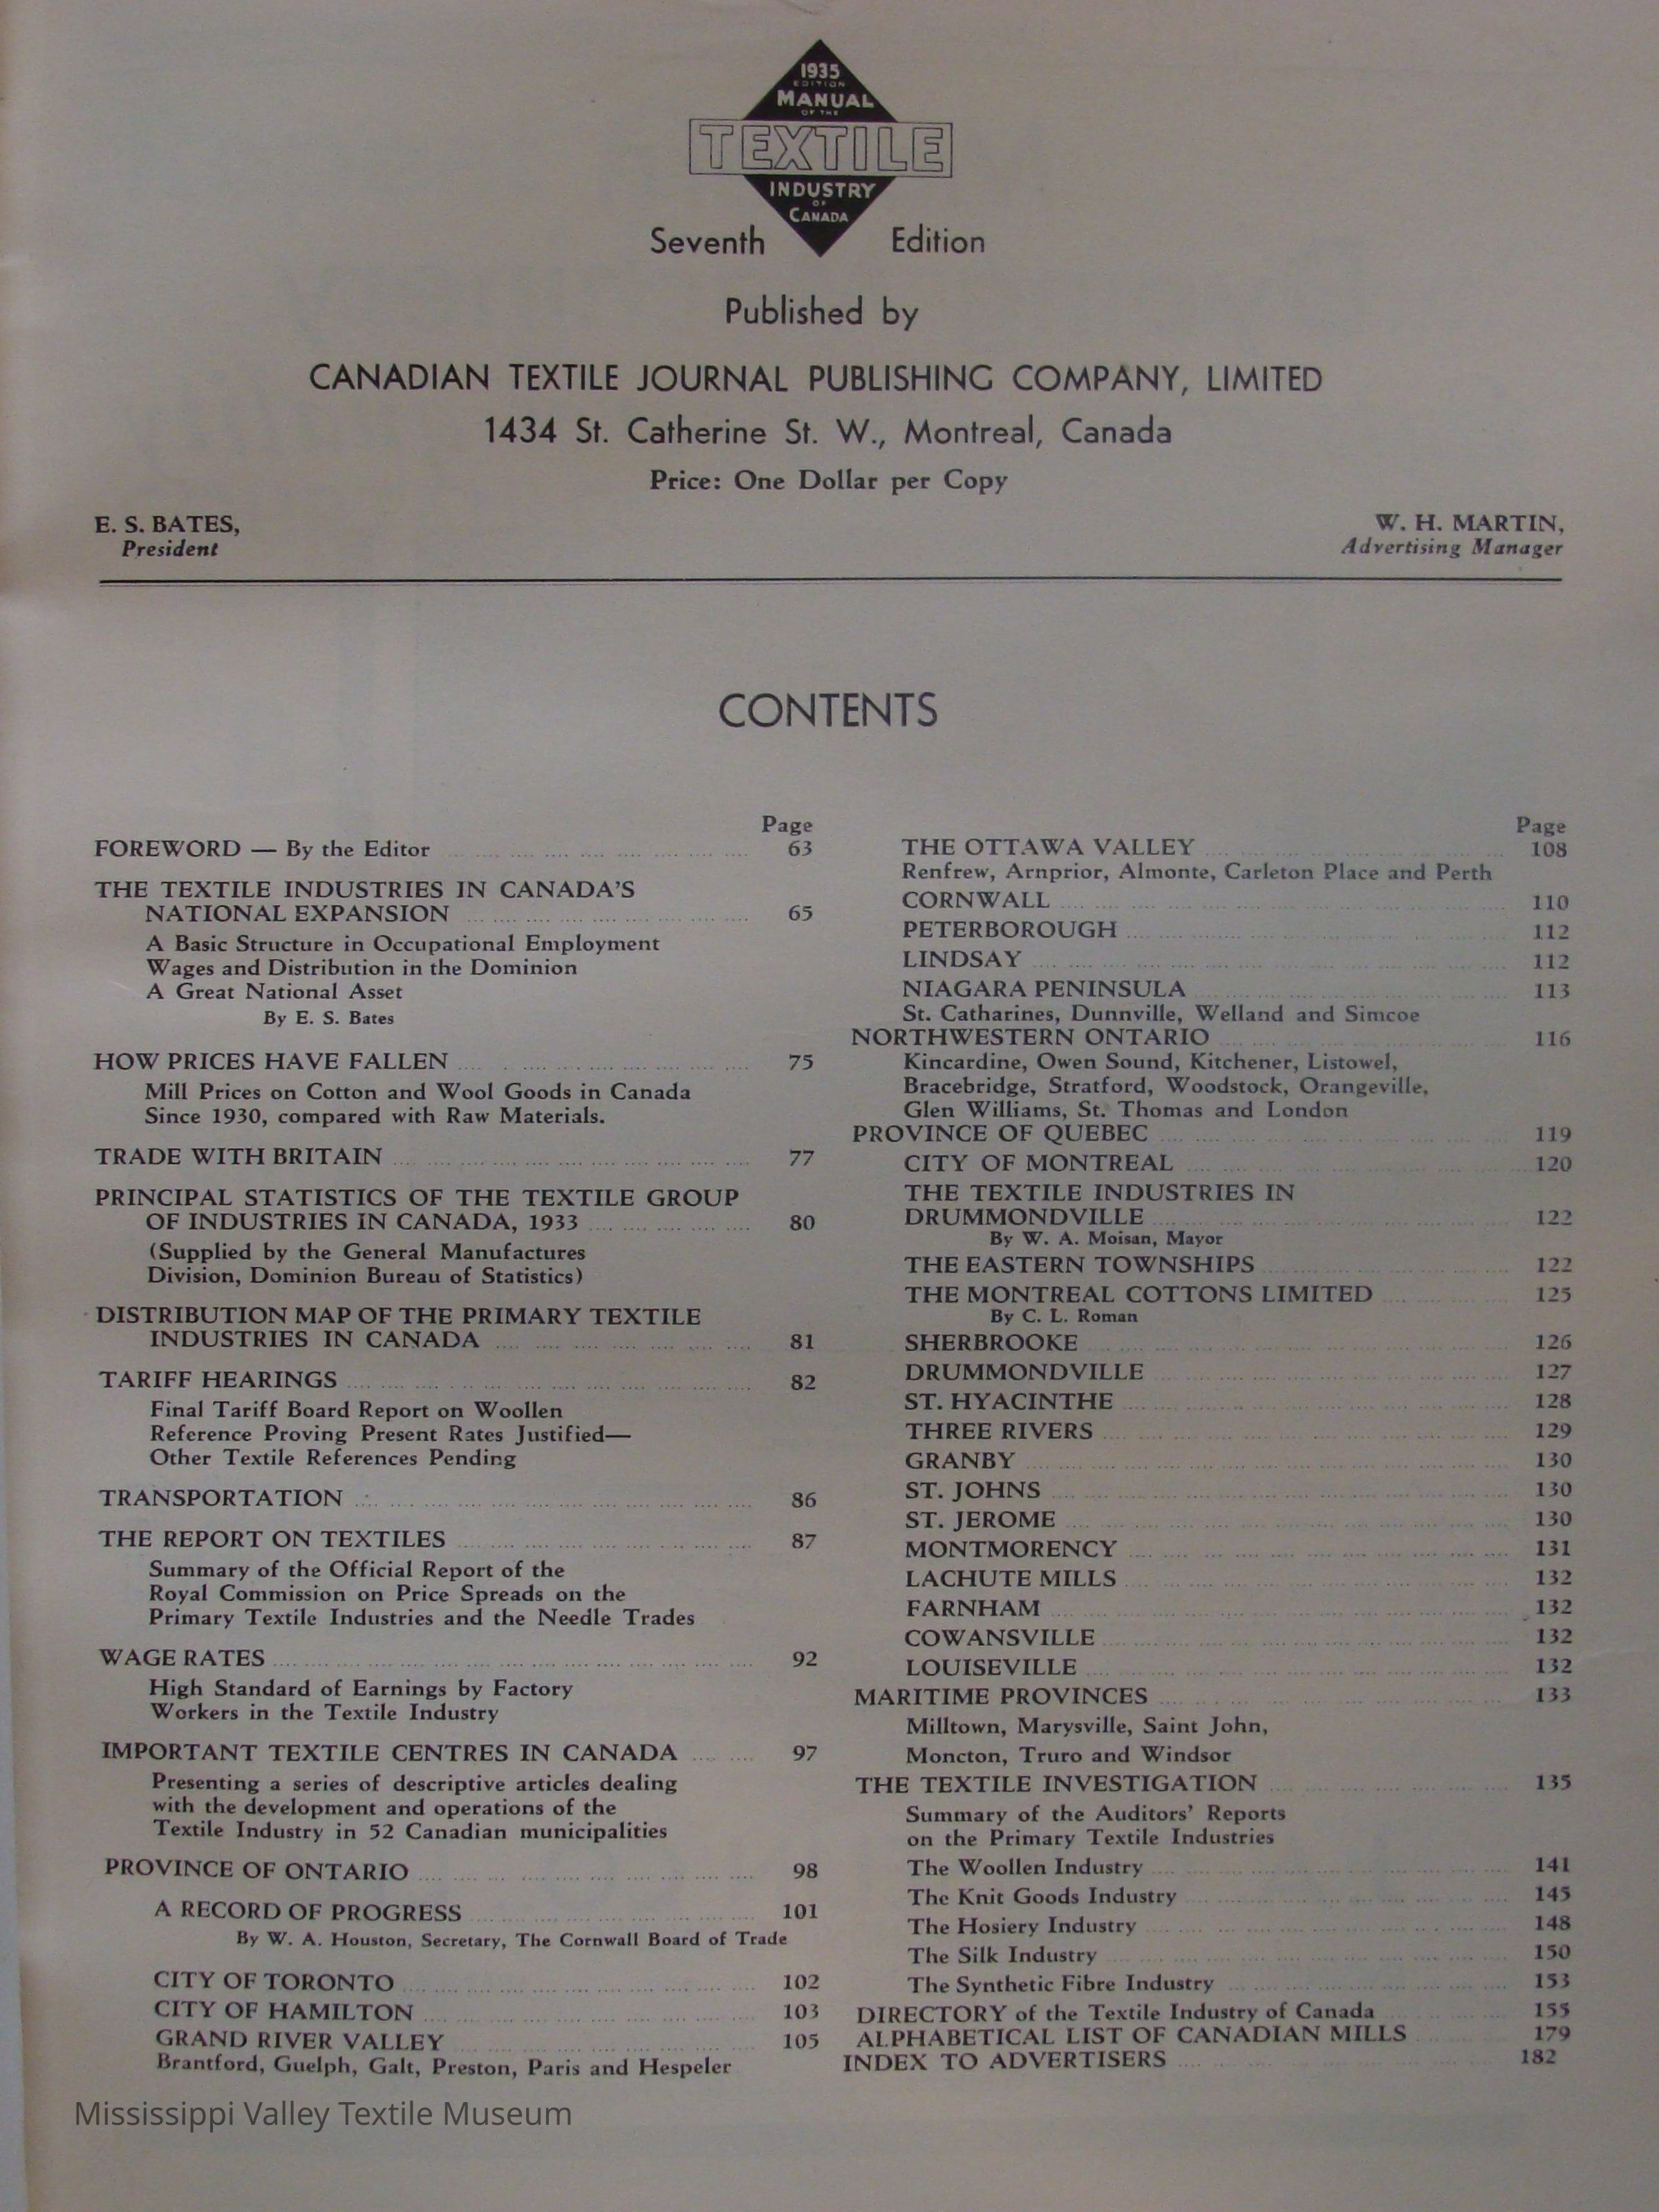 1935
EDITION
MANUAL
OF THE
TEXTILE
INDUSTRY
OF
CANADA
Seventh Edition
Published by
CANADIAN TEXTILE JOURNAL PUBLISHING COMPANY, LIMITED
1434 St. Catherine St. W., Montreal, Canada
Price: One Dollar per Copy
E. S. BATES,
President
W. H. MARTIN,
Advertising Manager
CONTENTS
Page
FOREWORD — By the Editor 63
THE TEXTILE INDUSTRIES IN CANADA'S
NATIONAL EXPANSION 65
A Basic Structure in Occupational Employment
Wages and Distribution in the Dominion
A Great National Asset
By E. S. Bates
HOW PRICES HAVE FALLEN 75
Mill Prices on Cotton and Wool Goods in Canada
Since 1930, compared with Raw Materials.
TRADE WITH BRITAIN 77
PRINCIPAL STATISTICS OF THE TEXTILE GROUP
OF INDUSTRIES IN CANADA, 1933 80
(Supplied by the General Manufactures
Division, Dominion Bureau of Statistics)
DISTRIBUTION MAP OF THE PRIMARY TEXTILE
INDUSTRIES IN CANADA 81
TARIFF HEARINGS 82
Final Tariff Board Report on Woollen
Reference Proving Present Rates Justified—
Other Textile References Pending
TRANSPORTATION 86
THE REPORT ON TEXTILES 87
Summary of the Official Report of the
Royal Commission on Price Spreads on the
Primary Textile Industries and the Needle Trades
WAGE RATES 92
High Standard of Earnings by Factory
Workers in the Textile Industry
IMPORTANT TEXTILE CENTRES IN CANADA 97
Presenting a series of descriptive articles dealing
with the development and operations of the
Textile Industry in 52 Canadian municipalities
PROVINCE OF ONTARIO 98
A RECORD OF PROGRESS 101
By W. A. Houston, Secretary, The Cornwall Board of Trade
CITY OF TORONTO 102
CITY OF HAMILTON 103
GRAND RIVER VALLEY 105
Brantford, Guelph, Galt, Preston, Paris and Hespeler
Page
THE OTTAWA VALLEY 108
Renfrew, Arnprior, Almonte, Carleton Place and Perth
CORNWALL 110
PETERBOROUGH 112
LINDSAY 112
NIAGARA PENINSULA 113
St. Catharines, Dunnville, Welland and Simcoe
NORTHWESTERN ONTARIO 116
Kincardine, Owen Sound, Kitchener, Listowel,
Bracebridge, Stratford, Woodstock, Orangeville,
Glen Williams, St. Thomas and London
PROVINCE OF QUEBEC 119
CITY OF MONTREAL 120
THE TEXTILE INDUSTRIES IN
DRUMMONDVILLE 122
By W. A. Moisan, Mayor
THE EASTERN TOWNSHIPS 122
THE MONTREAL COTTONS LIMITED 125
By C. L. Roman
SHERBROOKE 126
DRUMMONDVILLE 127
ST. HYACINTHE 128
THREE RIVERS 129
GRANBY 130
ST. JOHNS 130
ST. JEROME 130
MONTMORENCY 131
LACHUTE MILLS 132
FARNHAM 132
COWANSVILLE 132
LOUISEVILLE 132
MARITIME PROVINCES 133
Milltown, Marysville, Saint John,
Moncton, Truro and Windsor
THE TEXTILE INVESTIGATION 135
Summary of the Auditors' Reports
on the Primary Textile Industries
The Woollen Industry 141
The Knit Goods Industry 145
The Hosiery Industry 148
The Silk Industry 150
The Synthetic Fibre Industry 153
DIRECTORY of the Textile Industry of Canada 155
ALPHABETICAL LIST OF CANADIAN MILLS 179
INDEX TO ADVERTISERS 182
Mississippi Valley Textile Museum